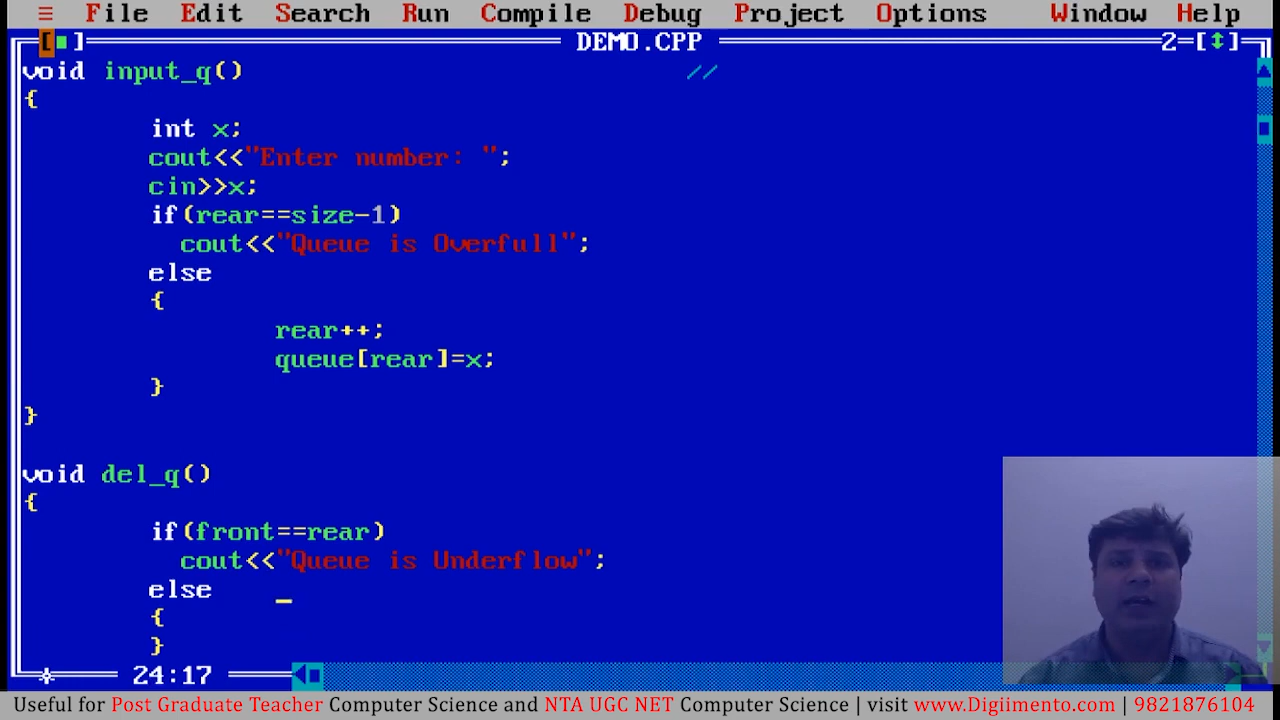 ≡ File Edit Search Run Compile Debug Project Options Window Help
[■] DEMO.CPP 2=[↕]
void input_q() //
{
int x;
cout<<"Enter number: ";
cin>>x;
if(rear==size-1)
cout<<"Queue is Overfull";
else
{
rear++;
queue[rear]=x;
}
}
void del_q()
{
if(front==rear)
cout<<"Queue is Underflow";
else _
{
}
24:17
Useful for Post Graduate Teacher Computer Science and NTA UGC NET Computer Science | visit www.Digiimento.com | 9821876104